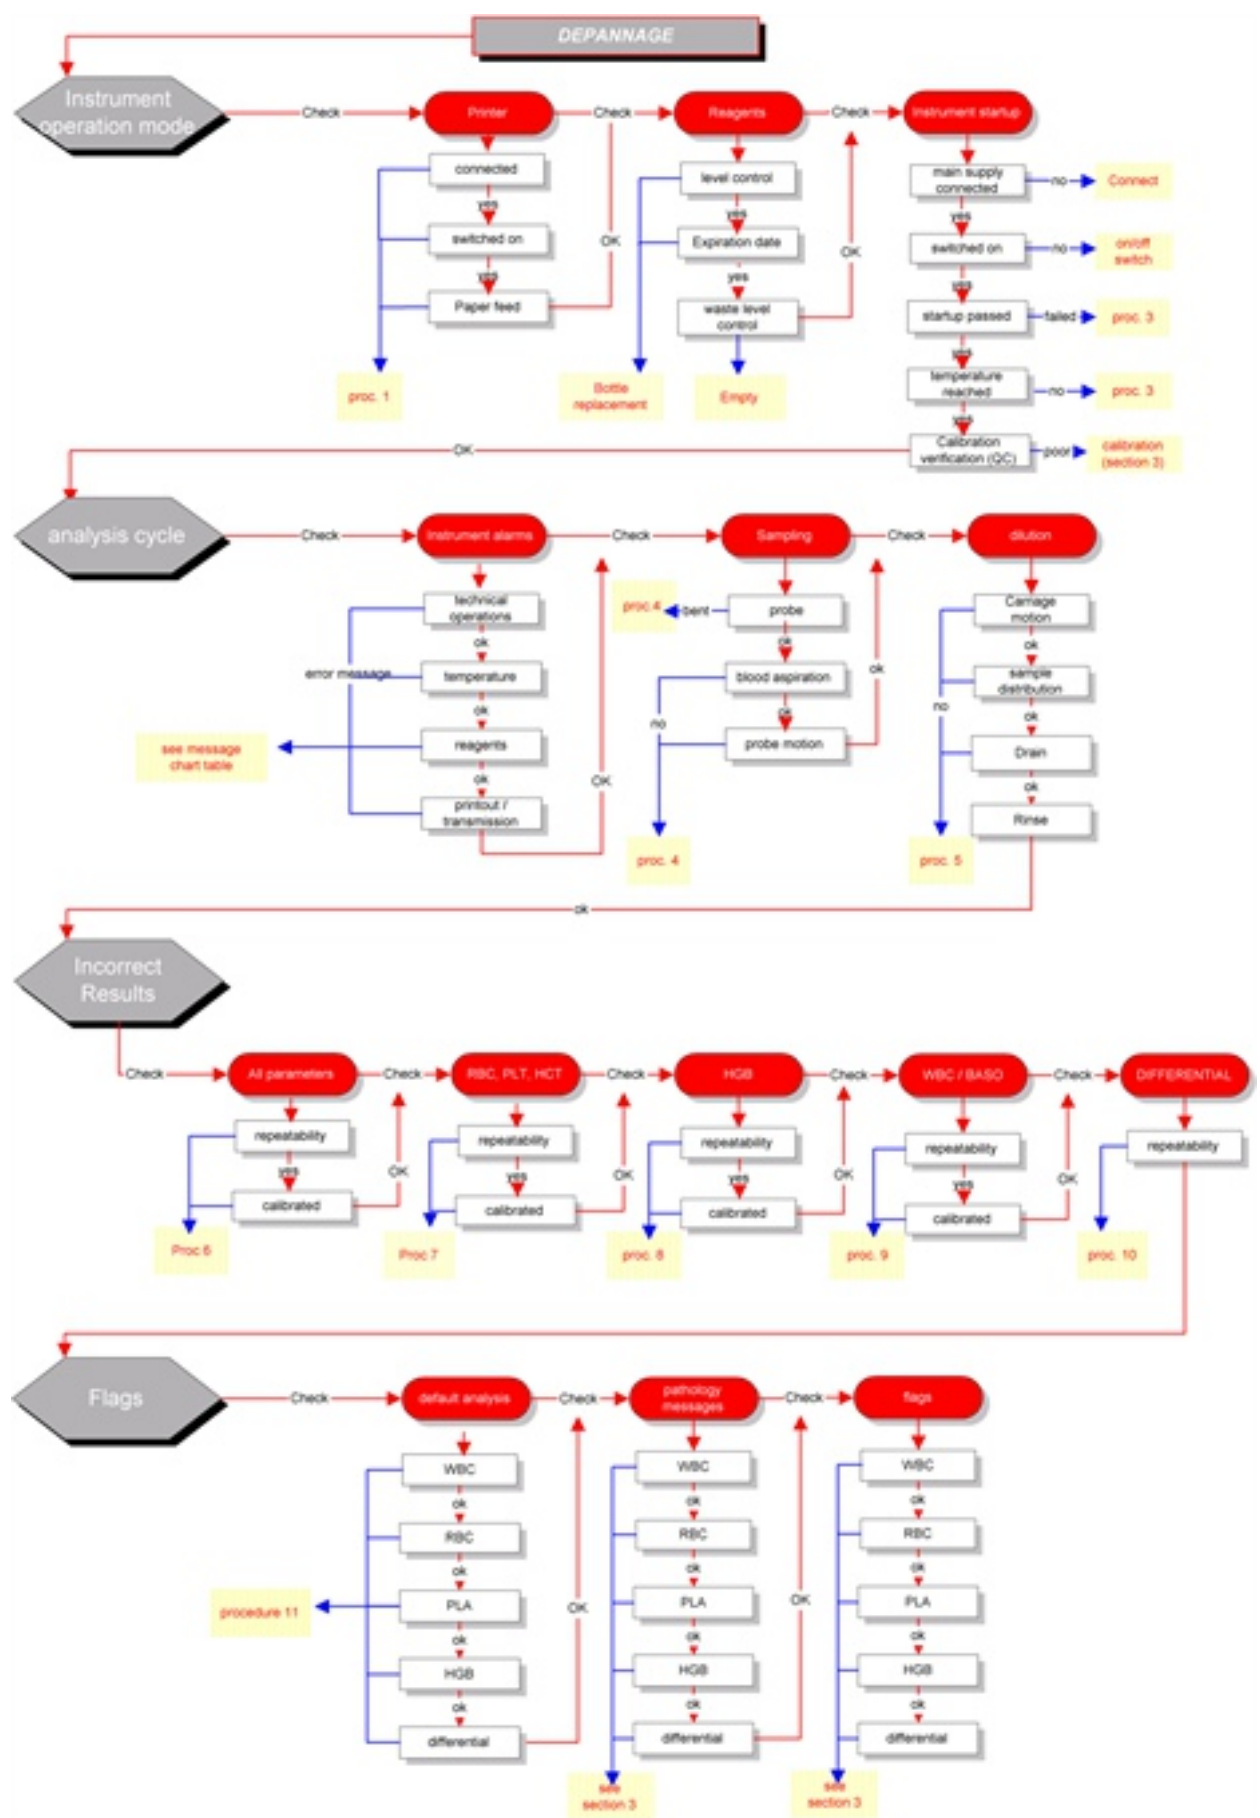 DEPANNAGE
Instrument
operation mode
Check
Printer
Check
Reagents
Check
Instrument startup
connected
yes
switched on
yes
Paper feed
OK
proc. 1
level control
yes
Expiration date
yes
waste level
control
OK
Bottle
replacement
Empty
main supply
connected
no
Connect
yes
switched on
no
on/off
switch
yes
startup passed
failed
proc. 3
yes
temperature
reached
no
proc. 3
yes
Calibration
verification (QC)
poor
calibration
(section 3)
OK
analysis cycle
Check
Instrument alarms
Check
Sampling
Check
dilution
technical
operations
ok
error message
temperature
ok
reagents
see message
chart table
ok
printout /
transmission
OK
proc.4
bent
probe
ok
blood aspiration
ok
no
probe motion
ok
proc. 4
Carriage
motion
ok
sample
distribution
no
ok
Drain
ok
Rinse
proc. 5
ok
Incorrect
Results
Check
All parameters
Check
RBC, PLT, HCT
Check
HGB
Check
WBC / BASO
Check
DIFFERENTIAL
repeatability
yes
calibrated
OK
Proc 6
repeatability
yes
calibrated
OK
Proc 7
repeatability
yes
calibrated
OK
proc. 8
repeatability
yes
calibrated
OK
proc. 9
repeatability
proc. 10
Flags
Check
default analysis
Check
pathology
messages
Check
flags
WBC
ok
RBC
ok
PLA
procedure 11
ok
HGB
ok
differential
OK
WBC
ok
RBC
ok
PLA
ok
HGB
ok
differential
OK
see
section 3
WBC
ok
RBC
ok
PLA
ok
HGB
ok
differential
see
section 3